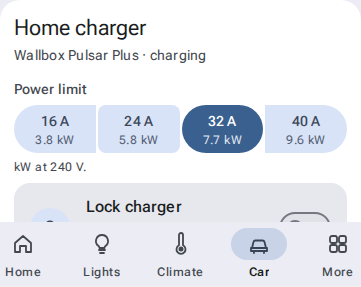 Home charger
Wallbox Pulsar Plus · charging
Power limit
16 A 24 A 32 A 40 A
3.8 kW 5.8 kW 7.7 kW 9.6 kW
kW at 240 V.
Lock charger
Home Lights Climate Car More